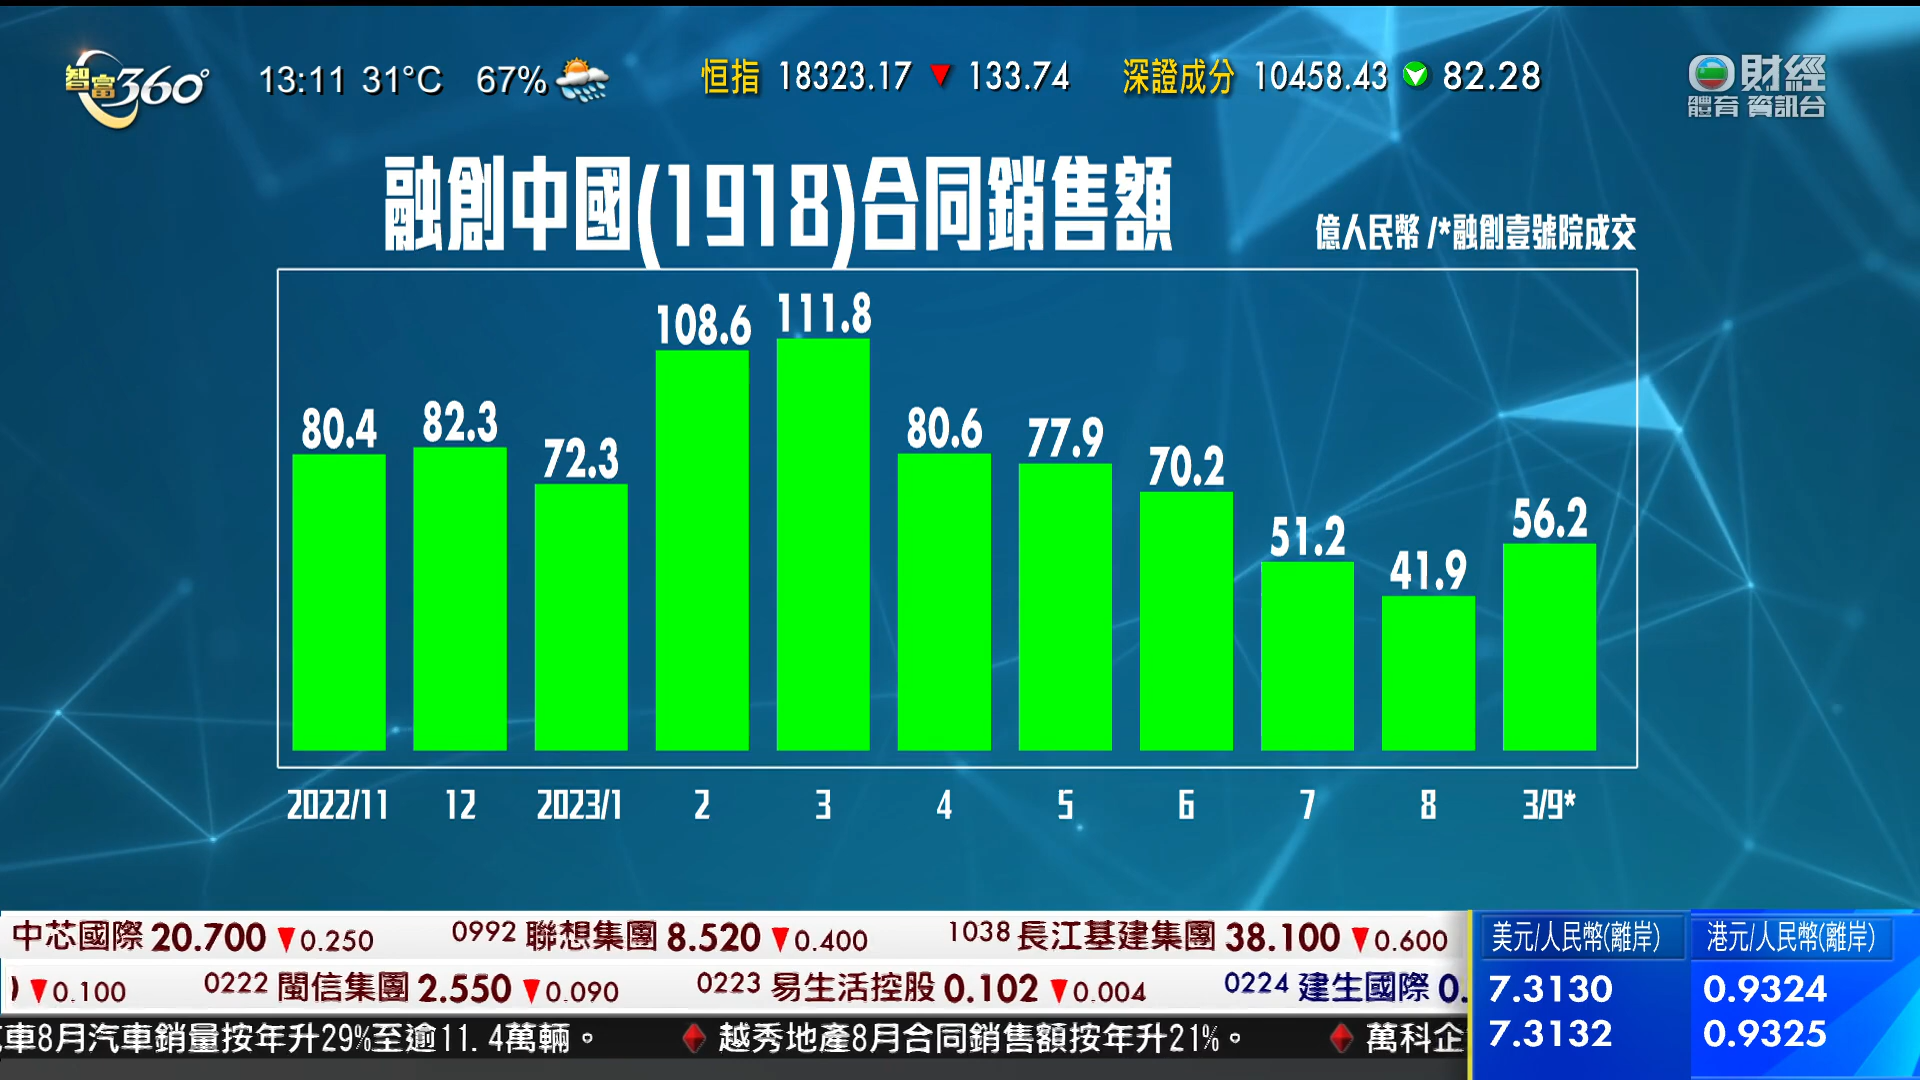 智富360°
13:11 31°C 67%
恒指 18323.17 ▼ 133.74 深證成分 10458.43 82.28
財經
體育 資訊台
融創中國(1918)合同銷售額
億人民幣 /*融創壹號院成交
80.4 82.3 72.3 108.6 111.8 80.6 77.9 70.2 51.2 41.9 56.2
2022/11 12 2023/1 2 3 4 5 6 7 8 3/9*
中芯國際 20.700 ▼0.250 0992 聯想集團 8.520 ▼0.400 1038 長江基建集團 38.100 ▼0.600
▼0.100 0222 閩信集團 2.550 ▼0.090 0223 易生活控股 0.102 ▼0.004 0224 建生國際 0.
車8月汽車銷量按年升29%至逾11.4萬輛。 ♦ 越秀地產8月合同銷售額按年升21%。 ♦ 萬科企
美元/人民幣(離岸)
7.3130
7.3132
港元/人民幣(離岸)
0.9324
0.9325